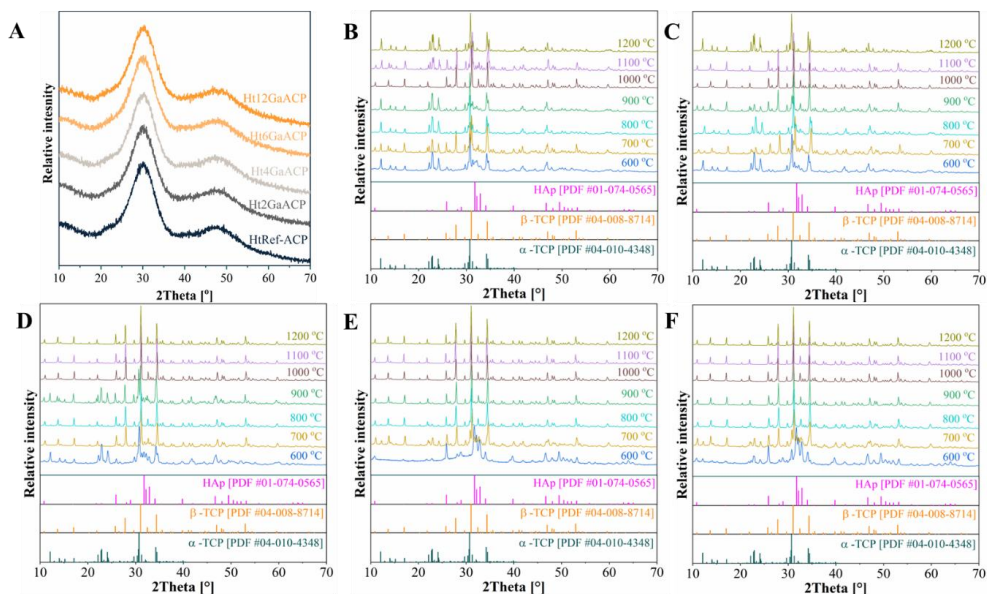 A
Relative intesnity
Ht12GaACP
Ht6GaACP
Ht4GaACP
Ht2GaACP
HtRef-ACP
10 20 30 40 50 60 70
2Theta [°]
B
Relative intensity
1200 °C
1100 °C
1000 °C
900 °C
800 °C
700 °C
600 °C
HAp [PDF #01-074-0565]
β -TCP [PDF #04-008-8714]
α -TCP [PDF #04-010-4348]
10 20 30 40 50 60 70
2Theta [°]
C
Relative intensity
1200 °C
1100 °C
1000 °C
900 °C
800 °C
700 °C
600 °C
HAp [PDF #01-074-0565]
β -TCP [PDF #04-008-8714]
α -TCP [PDF #04-010-4348]
10 20 30 40 50 60 70
2Theta [°]
D
Relative intensity
1200 °C
1100 °C
1000 °C
900 °C
800 °C
700 °C
600 °C
HAp [PDF #01-074-0565]
β -TCP [PDF #04-008-8714]
α -TCP [PDF #04-010-4348]
10 20 30 40 50 60 70
2Theta [°]
E
Relative intensity
1200 °C
1100 °C
1000 °C
900 °C
800 °C
700 °C
600 °C
HAp [PDF #01-074-0565]
β -TCP [PDF #04-008-8714]
α -TCP [PDF #04-010-4348]
10 20 30 40 50 60 70
2Theta [°]
F
Relative intensity
1200 °C
1100 °C
1000 °C
900 °C
800 °C
700 °C
600 °C
HAp [PDF #01-074-0565]
β -TCP [PDF #04-008-8714]
α -TCP [PDF #04-010-4348]
10 20 30 40 50 60 70
2Theta [°]